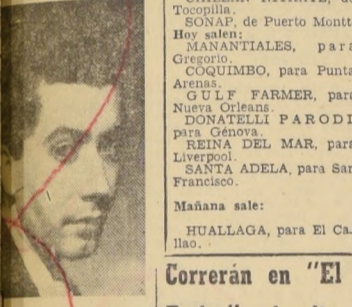 Tocopilla.
SONAP, de Puerto Montt
Hoy salen:
MANANTIALES, para
Gregorio.
COQUIMBO, para Punta
Arenas.
GULF FARMER, para
Nueva Orleans.
DONATELLI PARODI
para Génova.
REINA DEL MAR, para
Liverpool.
SANTA ADELA, para San
Francisco.
Mañana sale:
HUALLAGA, para El Ca-
llao.
Correrán en "El